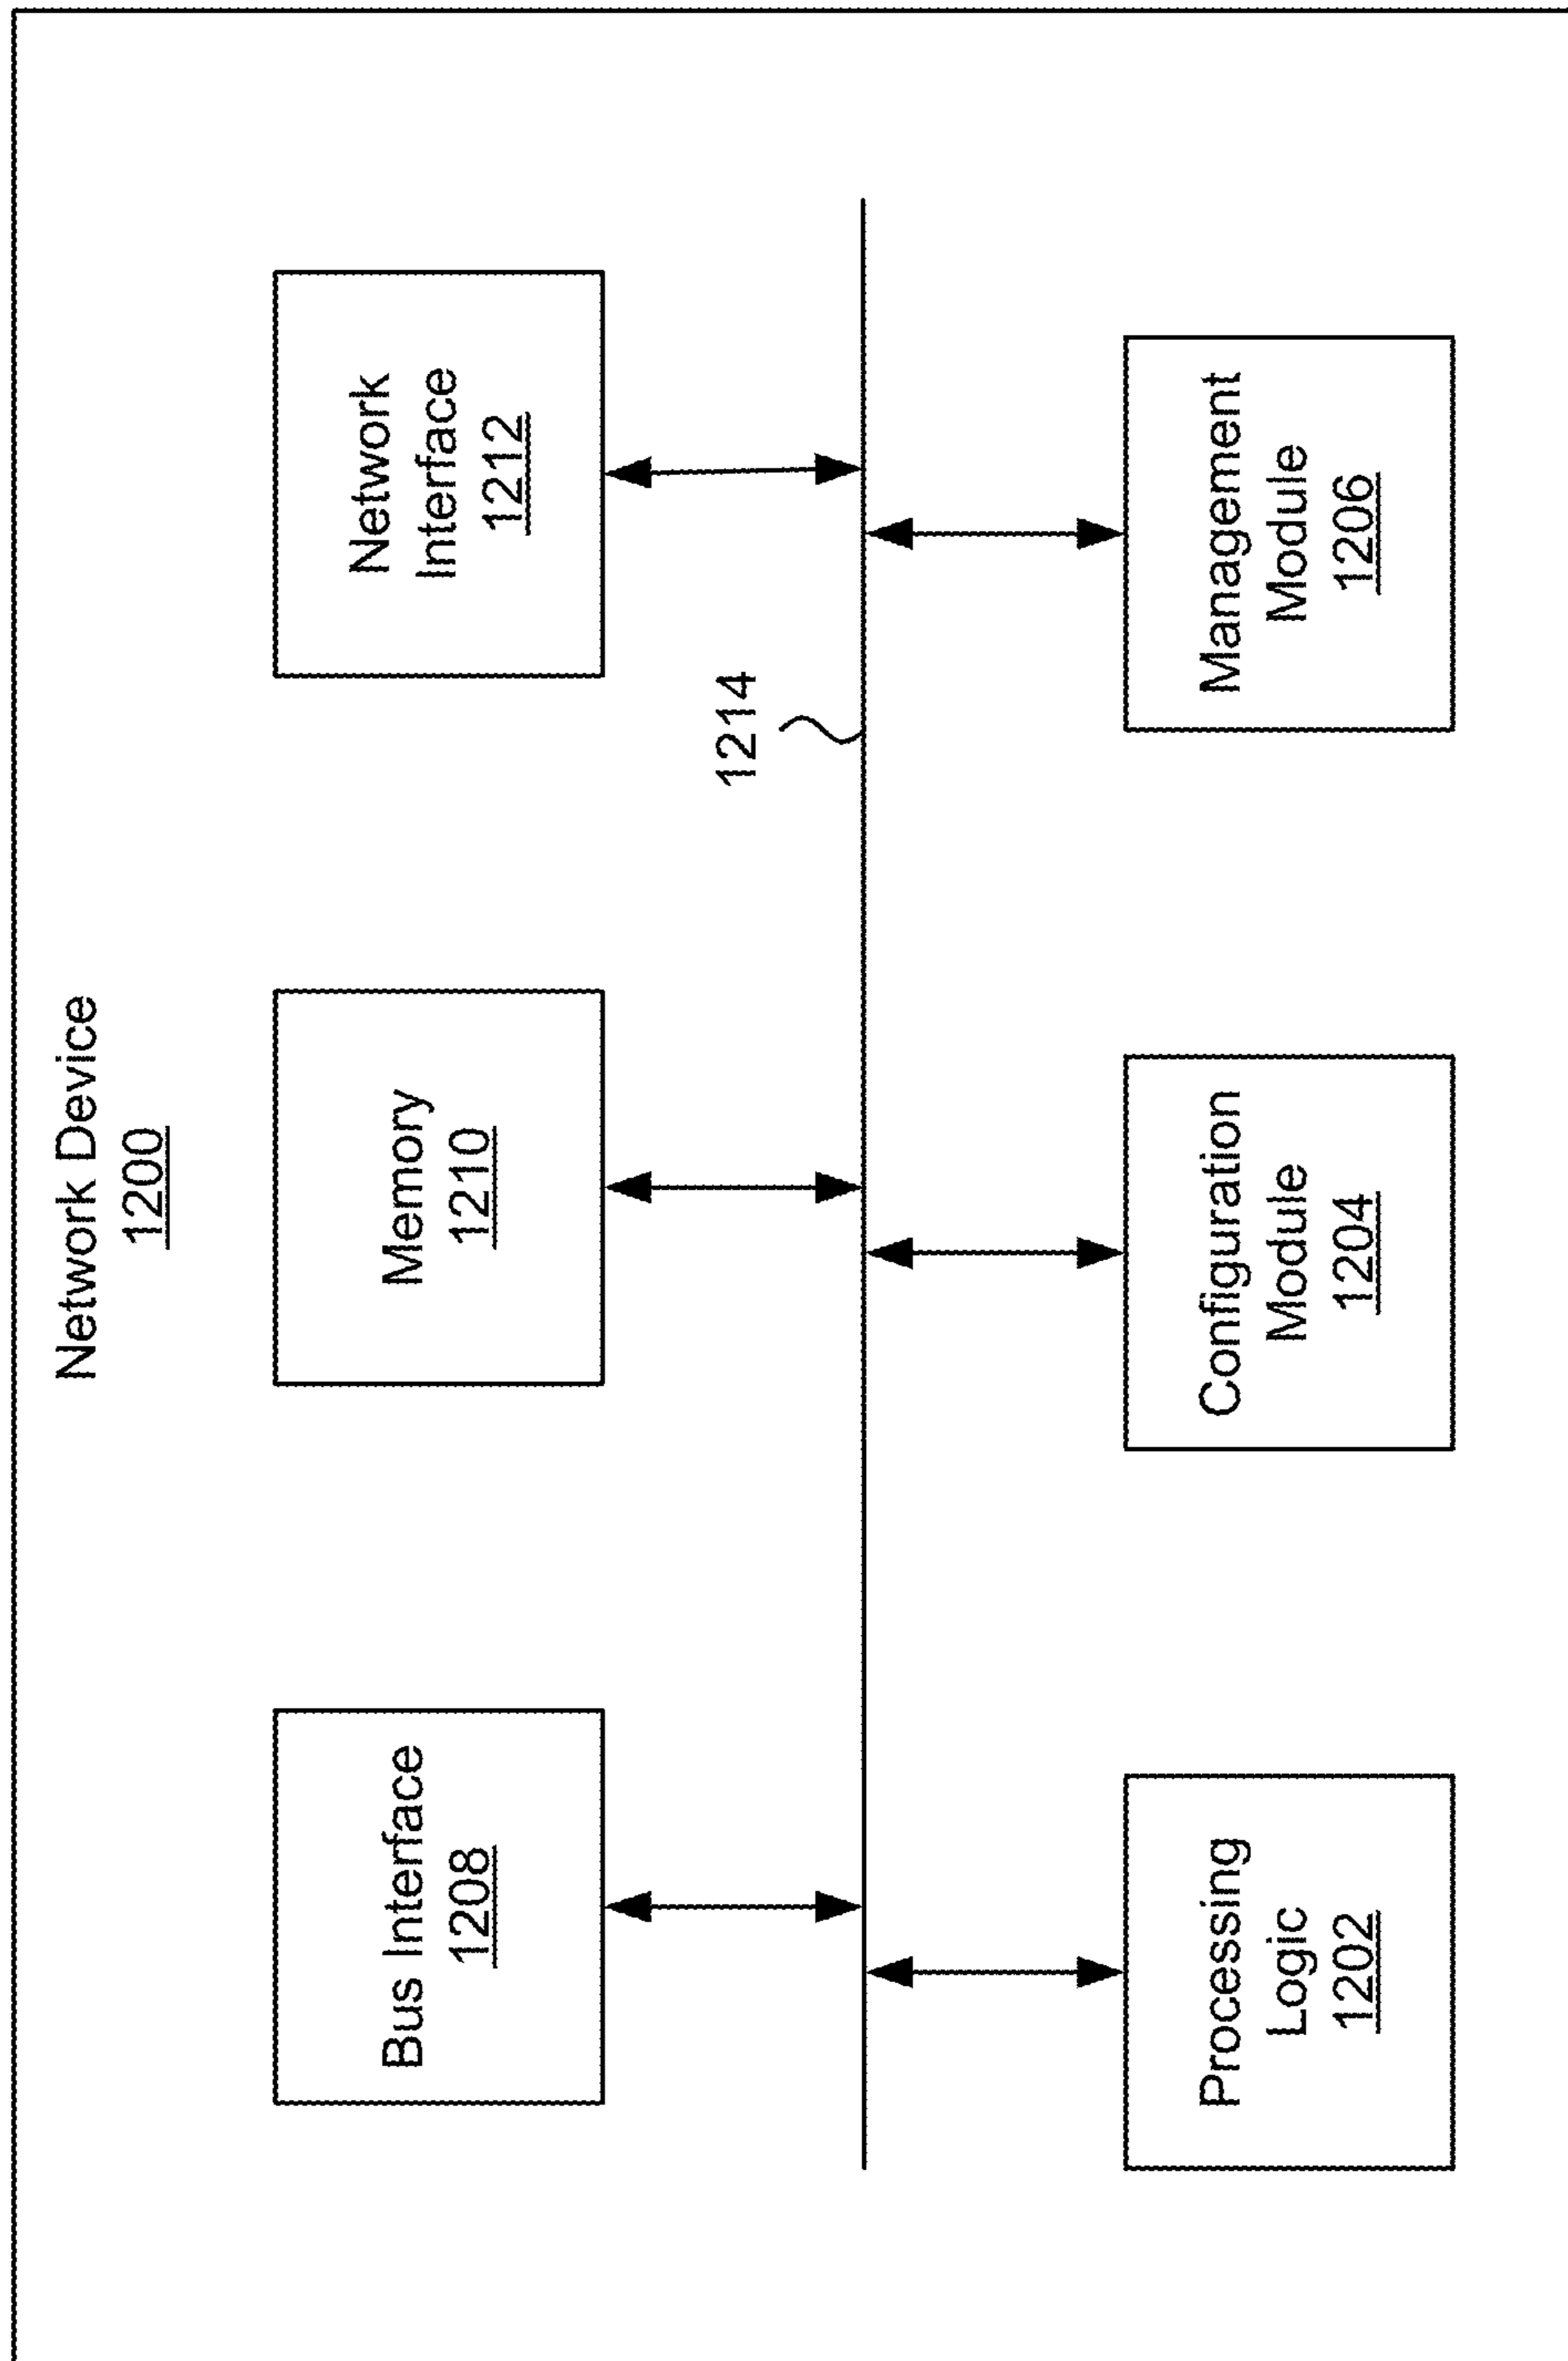 Network Device
1200
Bus Interface
1208
Memory
1210
Network
Interface
1212
1214
Processing
Logic
1202
Configuration
Module
1204
Management
Module
1206